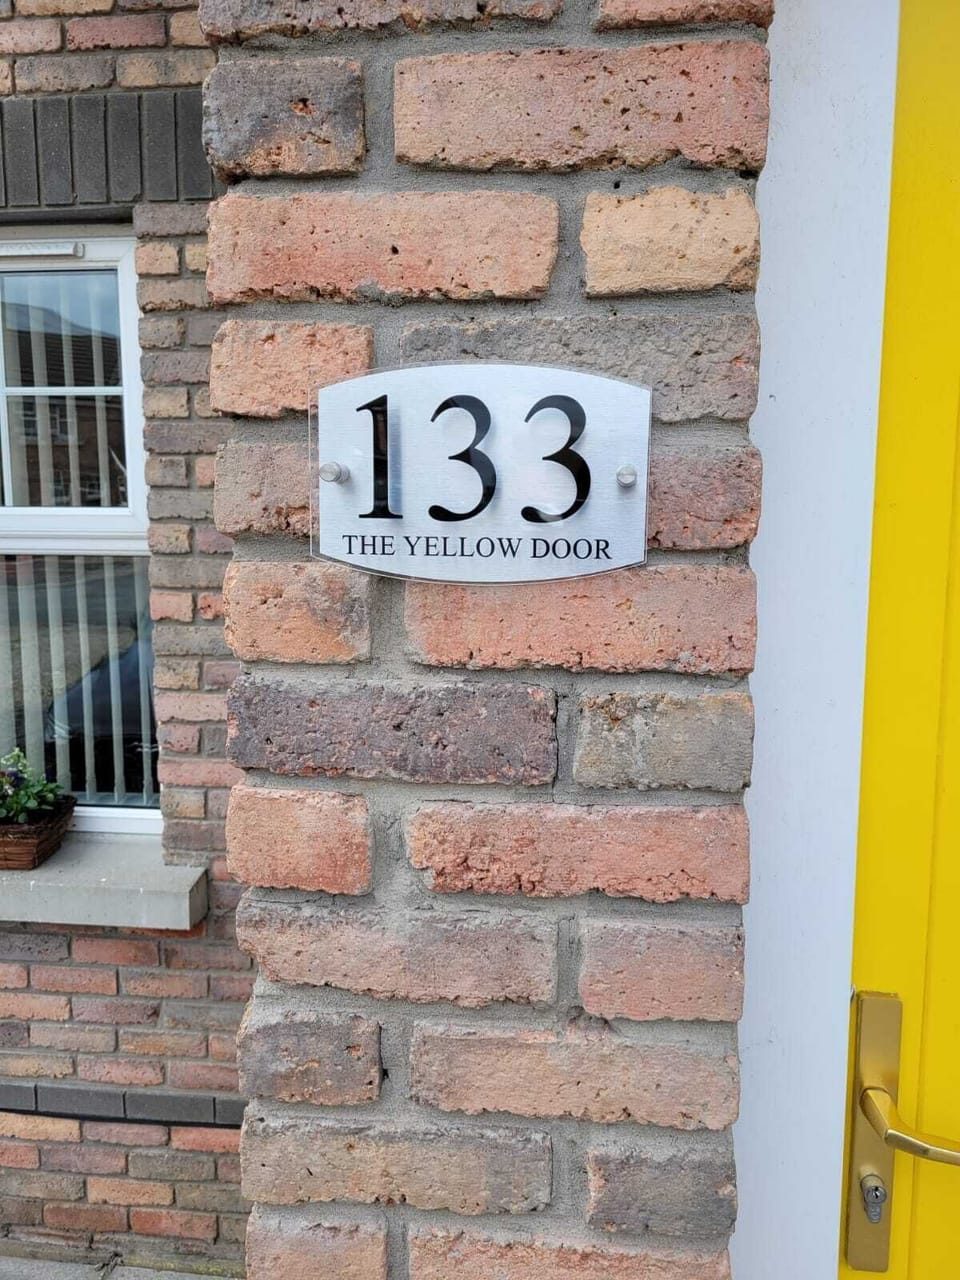 133
THE YELLOW DOOR